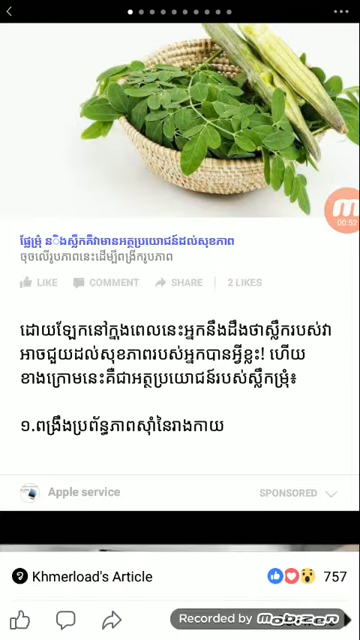 00:52
ផ្លែម្រុំ នឹងស្លឹកគឺវាមានអត្ថប្រយោជន៍ដល់សុខភាព
ចុចលើរូបភាពនេះដើម្បីពង្រីករូបភាព
LIKE COMMENT SHARE 2 LIKES
ដោយឡែកនៅក្នុងពេលនេះអ្នកនឹងដឹងថាស្លឹករបស់វា
អាចជួយដល់សុខភាពរបស់អ្នកបានអ្វីខ្លះ! ហើយ
ខាងក្រោមនេះគឺជាអត្ថប្រយោជន៍របស់ស្លឹកម្រុំ៖
១.ពង្រឹងប្រព័ន្ធភាពស៊ាំនៃរាងកាយ
Apple service SPONSORED
Khmerload's Article 757
Recorded by Mobizen